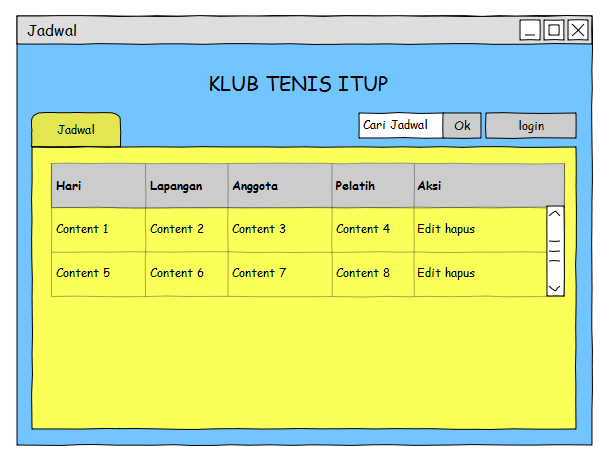 Jadwal
KLUB TENIS ITUP
Jadwal
Cari Jadwal Ok login
Hari Lapangan Anggota Pelatih Aksi
Content 1 Content 2 Content 3 Content 4 Edit hapus
Content 5 Content 6 Content 7 Content 8 Edit hapus